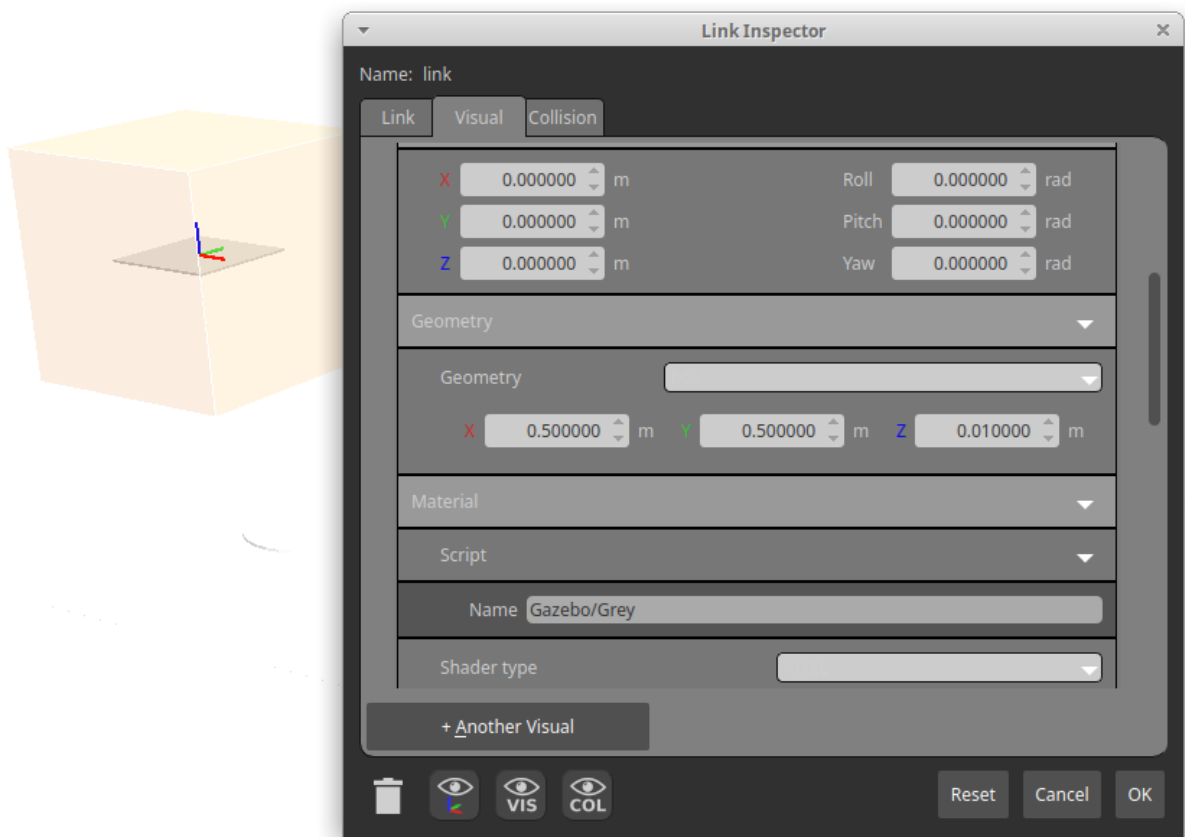 Link Inspector
Name: link
Link Visual Collision
X 0.000000 m Roll 0.000000 rad
Y 0.000000 m Pitch 0.000000 rad
Z 0.000000 m Yaw 0.000000 rad
Geometry
Geometry
X 0.500000 m Y 0.500000 m Z 0.010000 m
Material
Script
Name Gazebo/Grey
Shader type
+ Another Visual
VIS COL Reset Cancel OK